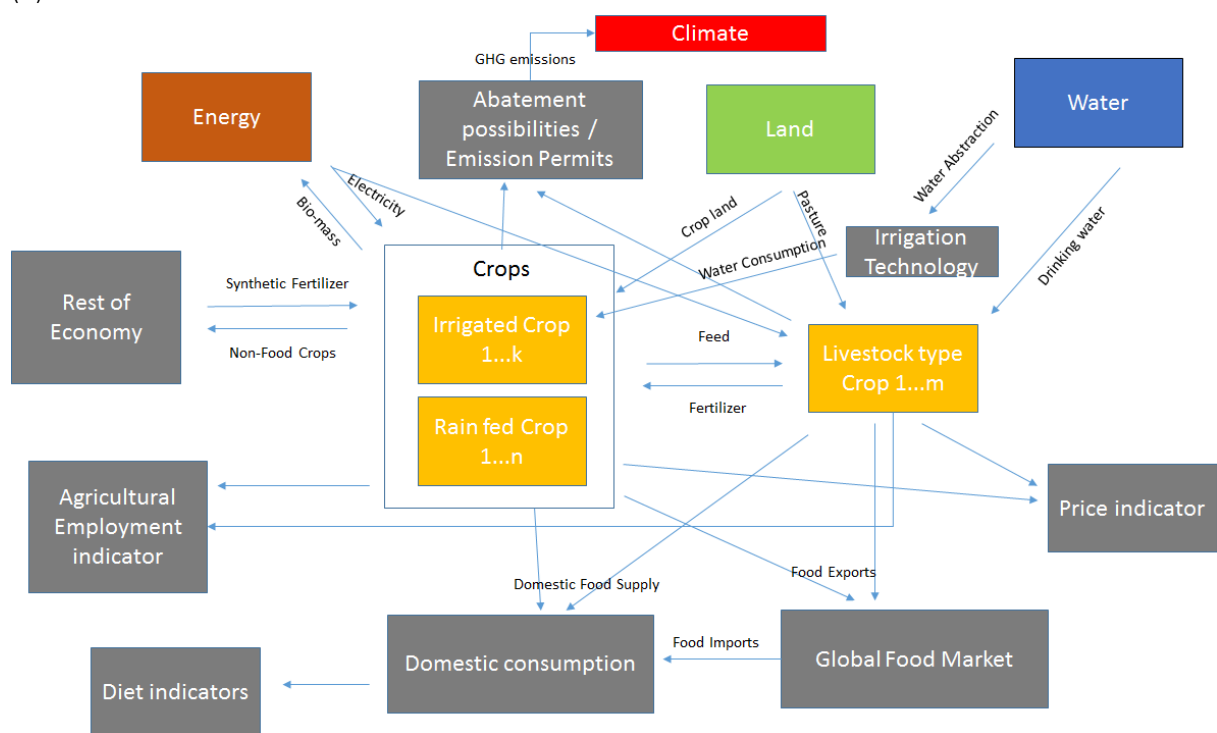 Climate
GHG emissions
Energy
Abatement
possibilities /
Emission Permits
Land
Water
Water Abstraction
Electricity
Bio-mass
Crop land
Pasture
Drinking water
Irrigation
Technology
Water Consumption
Crops
Rest of
Economy
Synthetic Fertilizer
Non-Food Crops
Irrigated Crop
1...k
Feed
Fertilizer
Livestock type
Crop 1...m
Rain fed Crop
1...n
Agricultural
Employment
indicator
Price indicator
Domestic Food Supply
Food Exports
Domestic consumption
Food Imports
Global Food Market
Diet indicators